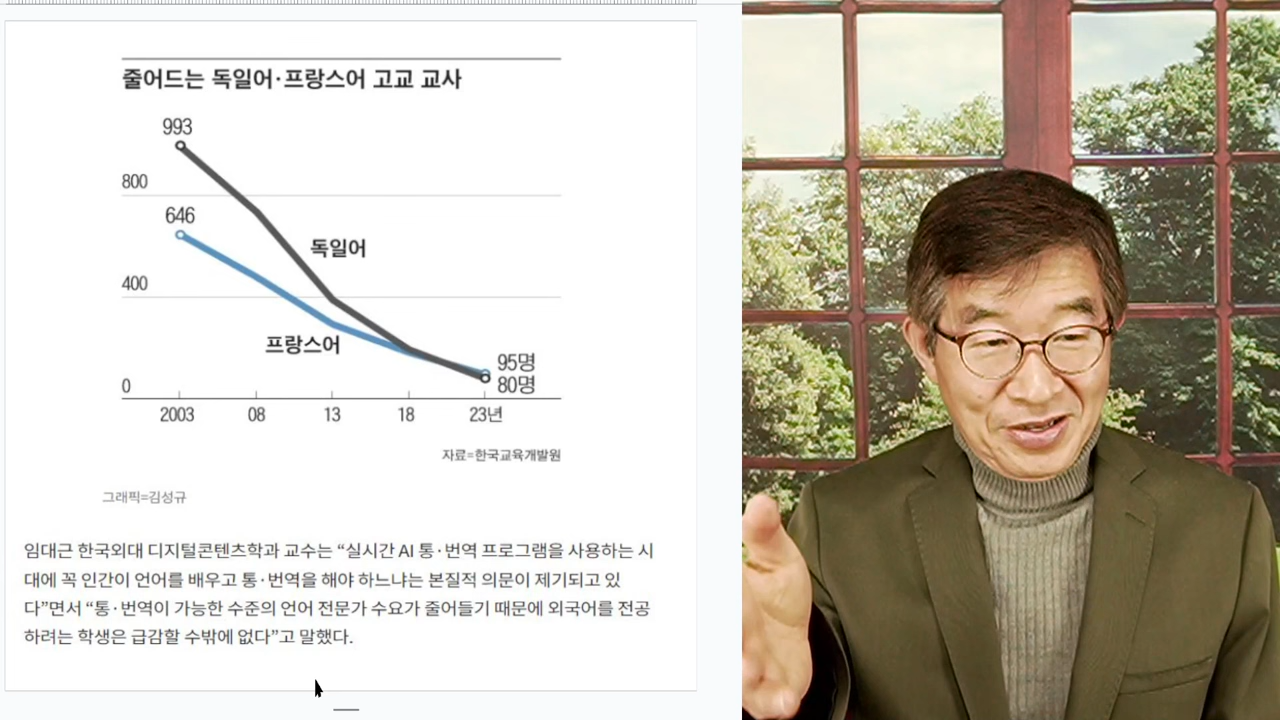 줄어드는 독일어·프랑스어 고교 교사
993
800
646
독일어
400
프랑스어
95명
80명
0
2003 08 13 18 23년
자료=한국교육개발원
그래픽=김성규
임대근 한국외대 디지털콘텐츠학과 교수는 “실시간 AI 통·번역 프로그램을 사용하는 시
대에 꼭 인간이 언어를 배우고 통·번역을 해야 하느냐는 본질적 의문이 제기되고 있
다”면서 “통·번역이 가능한 수준의 언어 전문가 수요가 줄어들기 때문에 외국어를 전공
하려는 학생은 급감할 수밖에 없다”고 말했다.